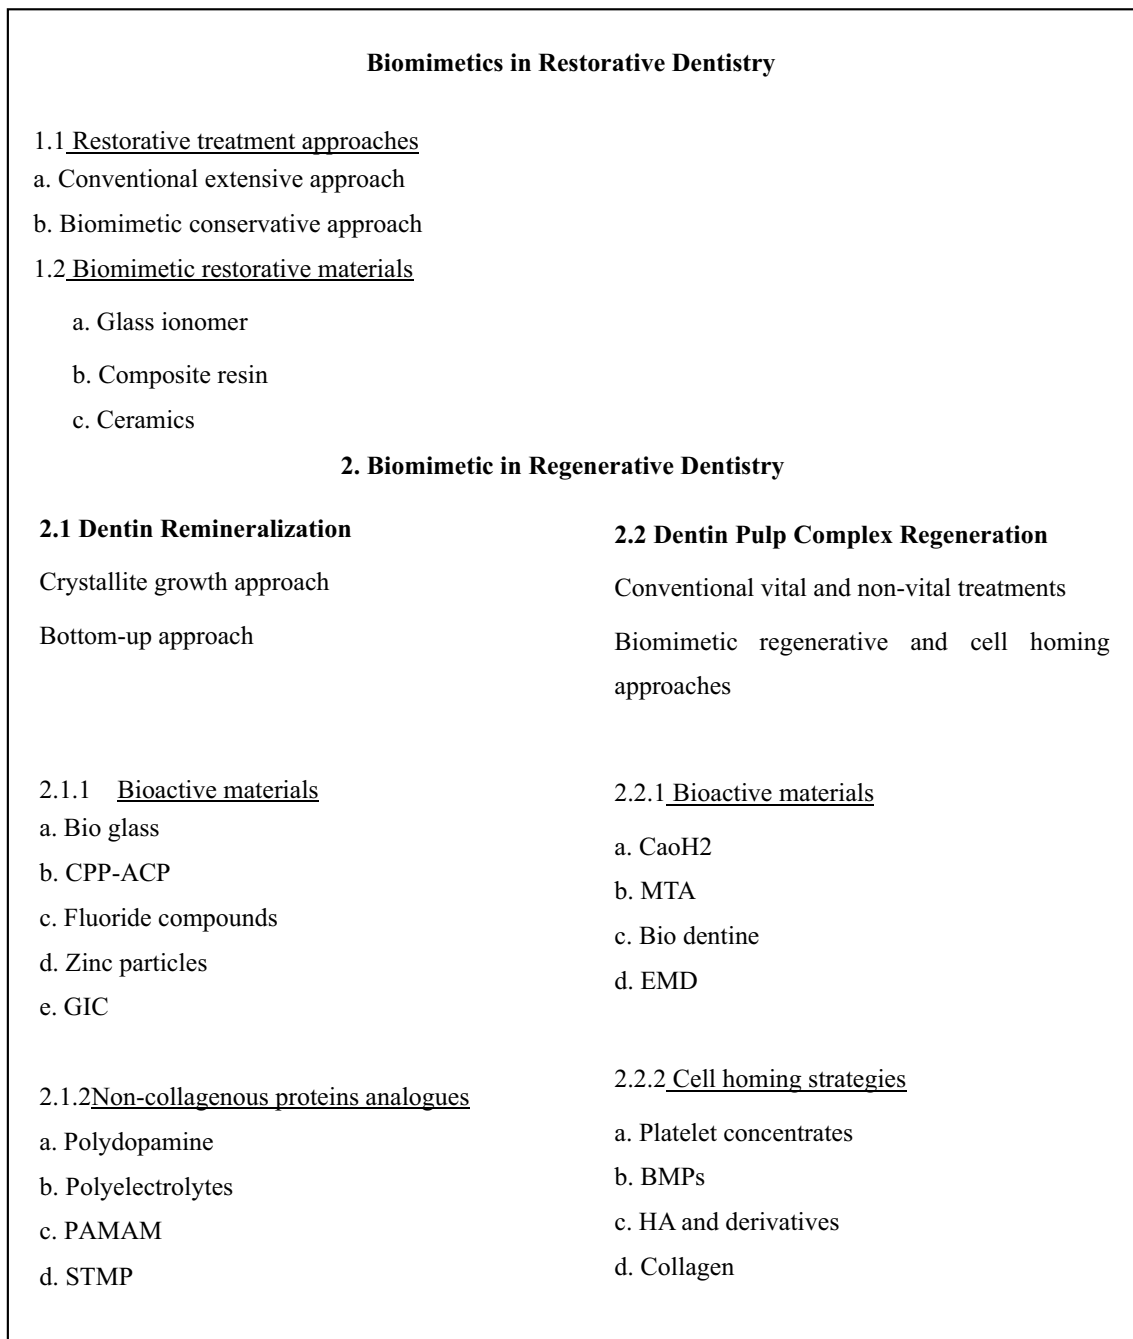 Biomimetics in Restorative Dentistry
1.1 Restorative treatment approaches
a. Conventional extensive approach
b. Biomimetic conservative approach
1.2 Biomimetic restorative materials
a. Glass ionomer
b. Composite resin
c. Ceramics
2. Biomimetic in Regenerative Dentistry
2.1 Dentin Remineralization
Crystallite growth approach
Bottom-up approach
2.1.1 Bioactive materials
a. Bio glass
b. CPP-ACP
c. Fluoride compounds
d. Zinc particles
e. GIC
2.1.2Non-collagenous proteins analogues
a. Polydopamine
b. Polyelectrolytes
c. PAMAM
d. STMP
2.2 Dentin Pulp Complex Regeneration
Conventional vital and non-vital treatments
Biomimetic regenerative and cell homing
approaches
2.2.1 Bioactive materials
a. CaoH2
b. MTA
c. Bio dentine
d. EMD
2.2.2 Cell homing strategies
a. Platelet concentrates
b. BMPs
c. HA and derivatives
d. Collagen